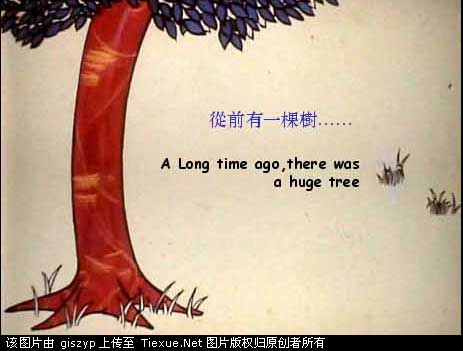 從前有一棵樹……
A Long time ago,there was
a huge tree
该图片由 giszyp 上传至 Tiexue.Net 图片版权归原创者所有